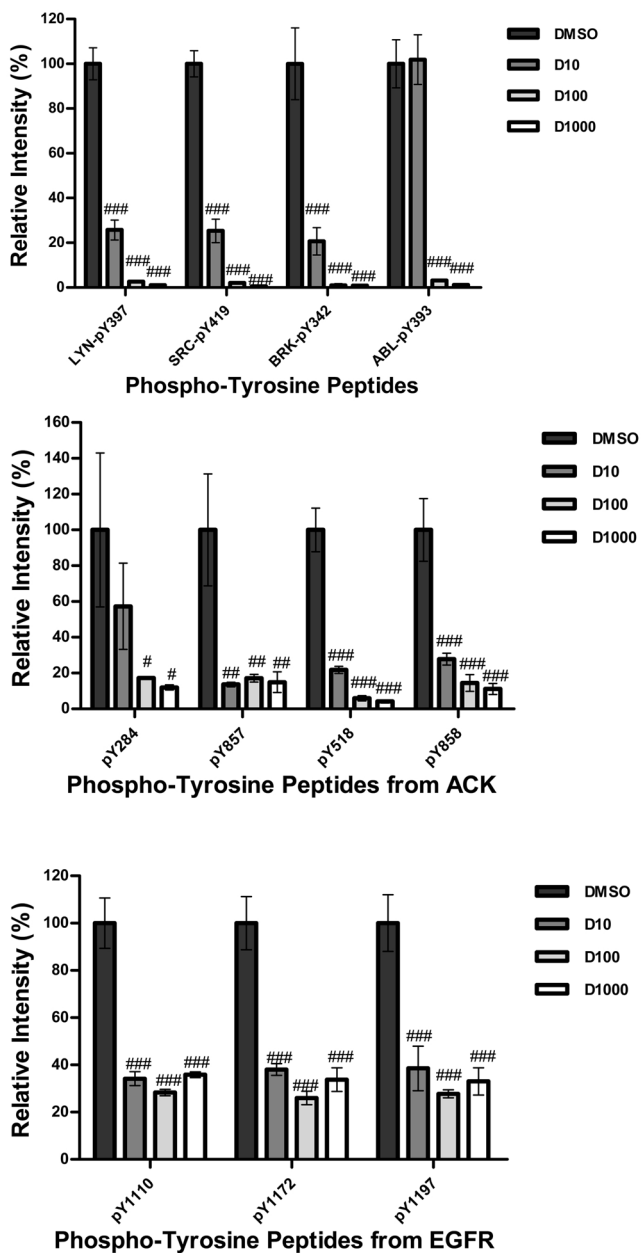 120
100
80
60
40
20
0
Relative Intensity (%)
DMSO
D10
D100
D1000
###
###
###
###
###
###
###
###
###
###
###
LYN-pY397
SRC-pY419
BRK-pY342
ABL-pY393
Phospho-Tyrosine Peptides
160
140
120
100
80
60
40
20
0
Relative Intensity (%)
DMSO
D10
D100
D1000
#
#
##
##
##
###
###
###
###
###
###
pY284
pY857
pY518
pY858
Phospho-Tyrosine Peptides from ACK
120
100
80
60
40
20
0
Relative Intensity (%)
DMSO
D10
D100
D1000
###
###
###
###
###
###
###
###
###
pY1110
pY1172
pY1197
Phospho-Tyrosine Peptides from EGFR